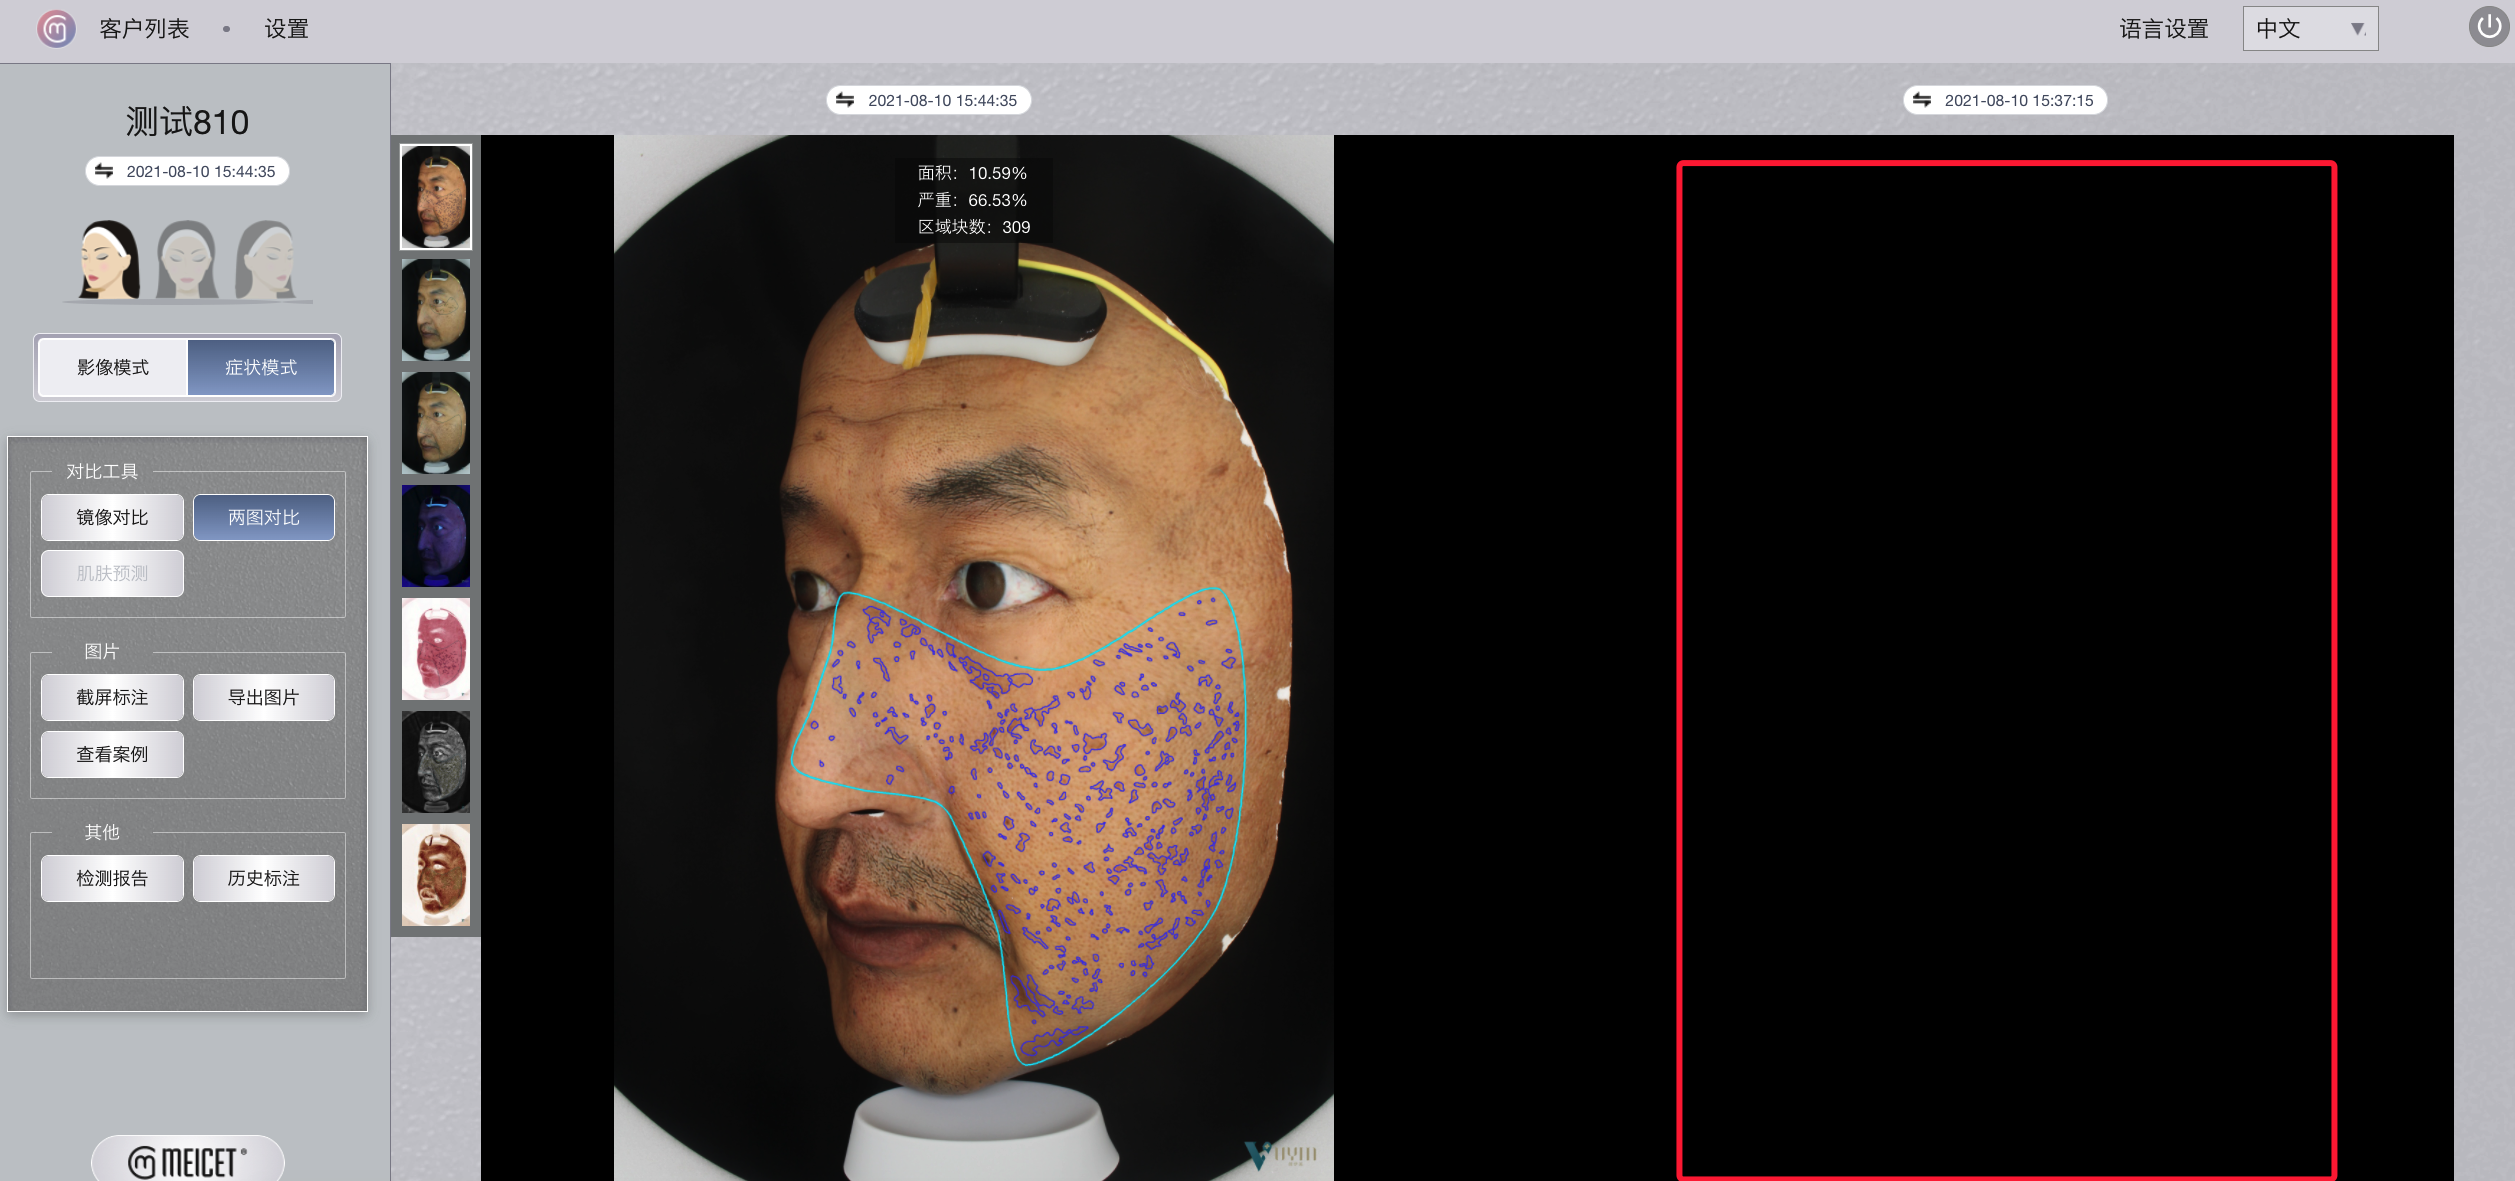 客户列表 • 设置
语言设置 中文
测试810
2021-08-10 15:44:35
影像模式 症状模式
对比工具
镜像对比 两图对比
肌肤预测
图片
截屏标注 导出图片
查看案例
其他
检测报告 历史标注
MEICET®
2021-08-10 15:44:35
面积：10.59%
严重：66.53%
区域块数：309
2021-08-10 15:37:15